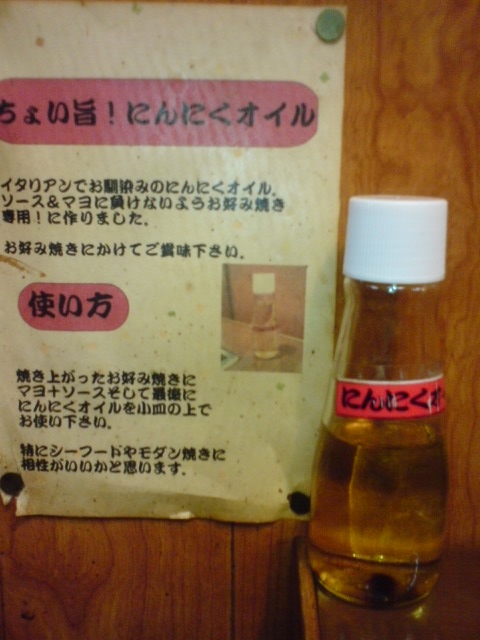 ちょい旨！にんにくオイル
イタリアンでお馴染みのにんにくオイル。
ソース＆マヨに負けないようお好み焼き
専用！に作りました。
お好み焼きにかけてご賞味下さい。
使い方
焼き上がったお好み焼きに
マヨ＋ソースそして最後に
にんにくオイルを小皿の上で
お使い下さい。
特にシーフードやモダン焼きに
相性がいいかと思います。
にんにくオ